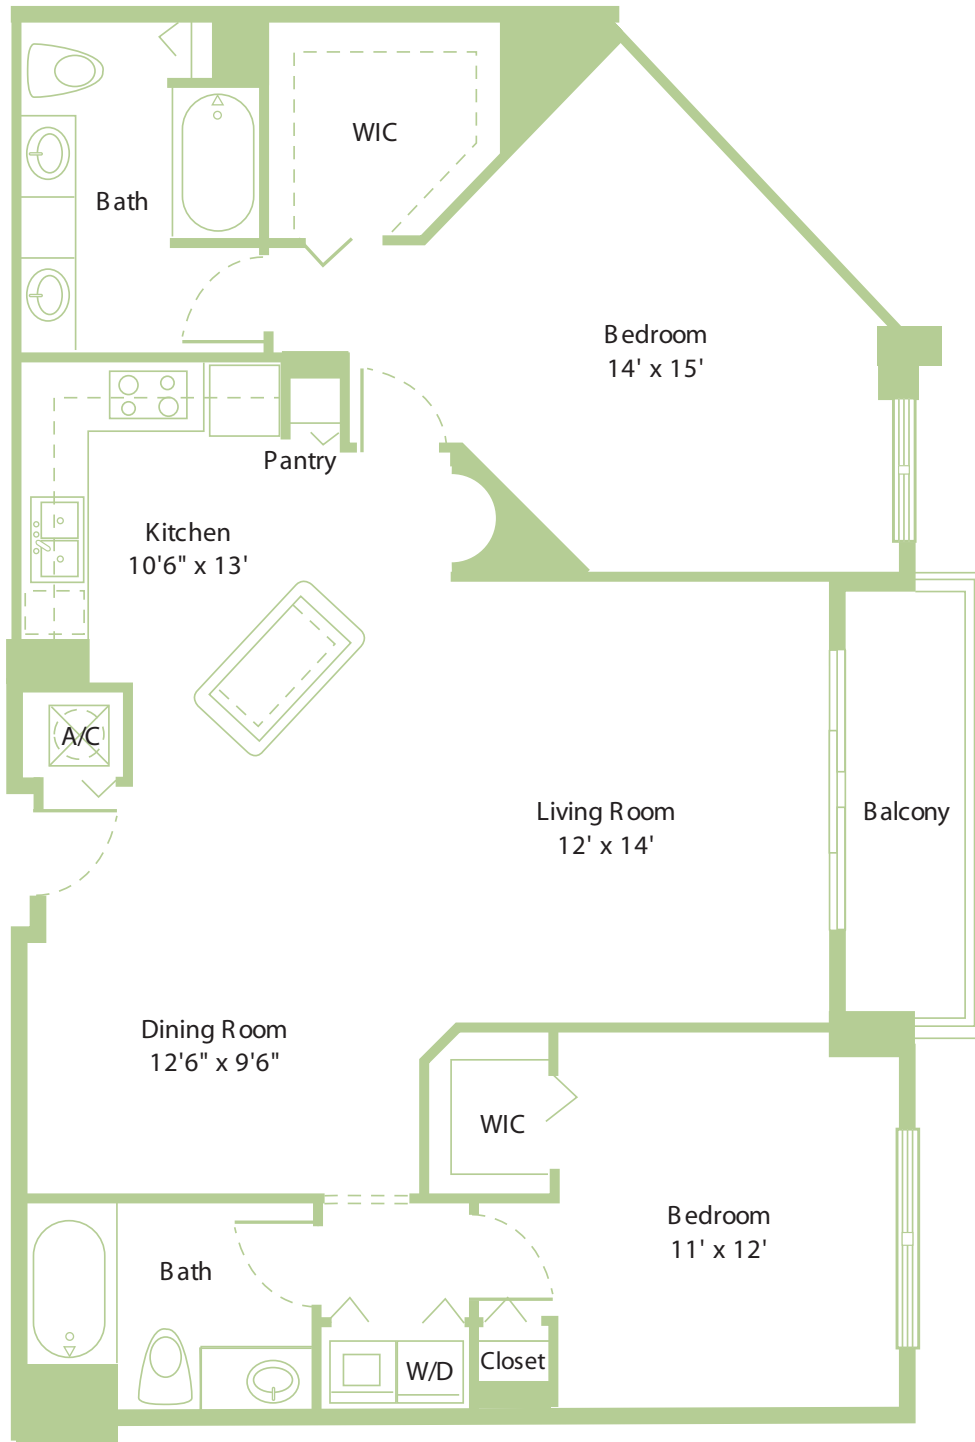 WIC
Bath
Bedroom
14' x 15'
Pantry
Kitchen
10'6" x 13'
A/C
Living Room
12' x 14'
Balcony
Dining Room
12'6" x 9'6"
WIC
Bedroom
11' x 12'
Bath
W/D
Closet